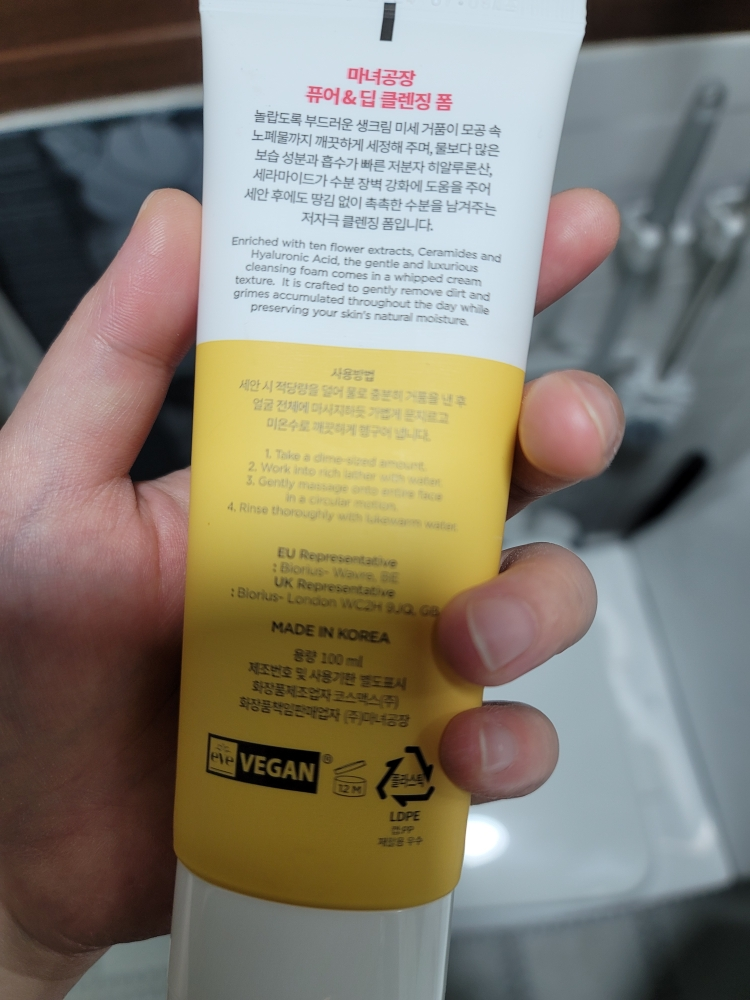 마녀공장
퓨어&딥 클렌징 폼
놀랍도록 부드러운 생크림 미세 거품이 모공 속
노폐물까지 깨끗하게 세정해 주며, 물보다 많은
보습 성분과 흡수가 빠른 저분자 히알루론산,
세라마이드가 수분 장벽 강화에 도움을 주어
세안 후에도 땅김 없이 촉촉한 수분을 남겨주는
저자극 클렌징 폼입니다.
Enriched with ten flower extracts, Ceramides and
Hyaluronic Acid, the gentle and luxurious
cleansing foam comes in a whipped cream
texture. It is crafted to gently remove dirt and
grimes accumulated throughout the day while
preserving your skin's natural moisture.
사용방법
세안 시 적당량을 덜어 물로 충분히 거품을 낸 후
얼굴 전체에 마사지하듯 가볍게 문지르고
미온수로 깨끗하게 헹구어 냅니다.
1. Take a dime-sized amount.
2. Work into rich lather with water.
3. Gently massage onto entire face
in a circular motion.
4. Rinse thoroughly with lukewarm water.
EU Representative
: Biorius- Wavre, BE
UK Representative
: Biorius- London WC2H 9JQ, GB
MADE IN KOREA
용량 100 ml
제조번호 및 사용기한 별도표시
화장품제조업자 코스맥스(주)
화장품책임판매업자 (주)마녀공장
eve VEGAN®
12 M
플라스틱
LDPE
캡:PP
재활용 우수